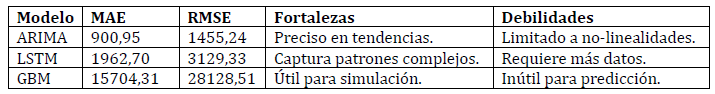 Modelo MAE RMSE Fortalezas Debilidades
ARIMA 900,95 1455,24 Preciso en tendencias. Limitado a no-linealidades.
LSTM 1962,70 3129,33 Captura patrones complejos. Requiere más datos.
GBM 15704,31 28128,51 Útil para simulación. Inútil para predicción.